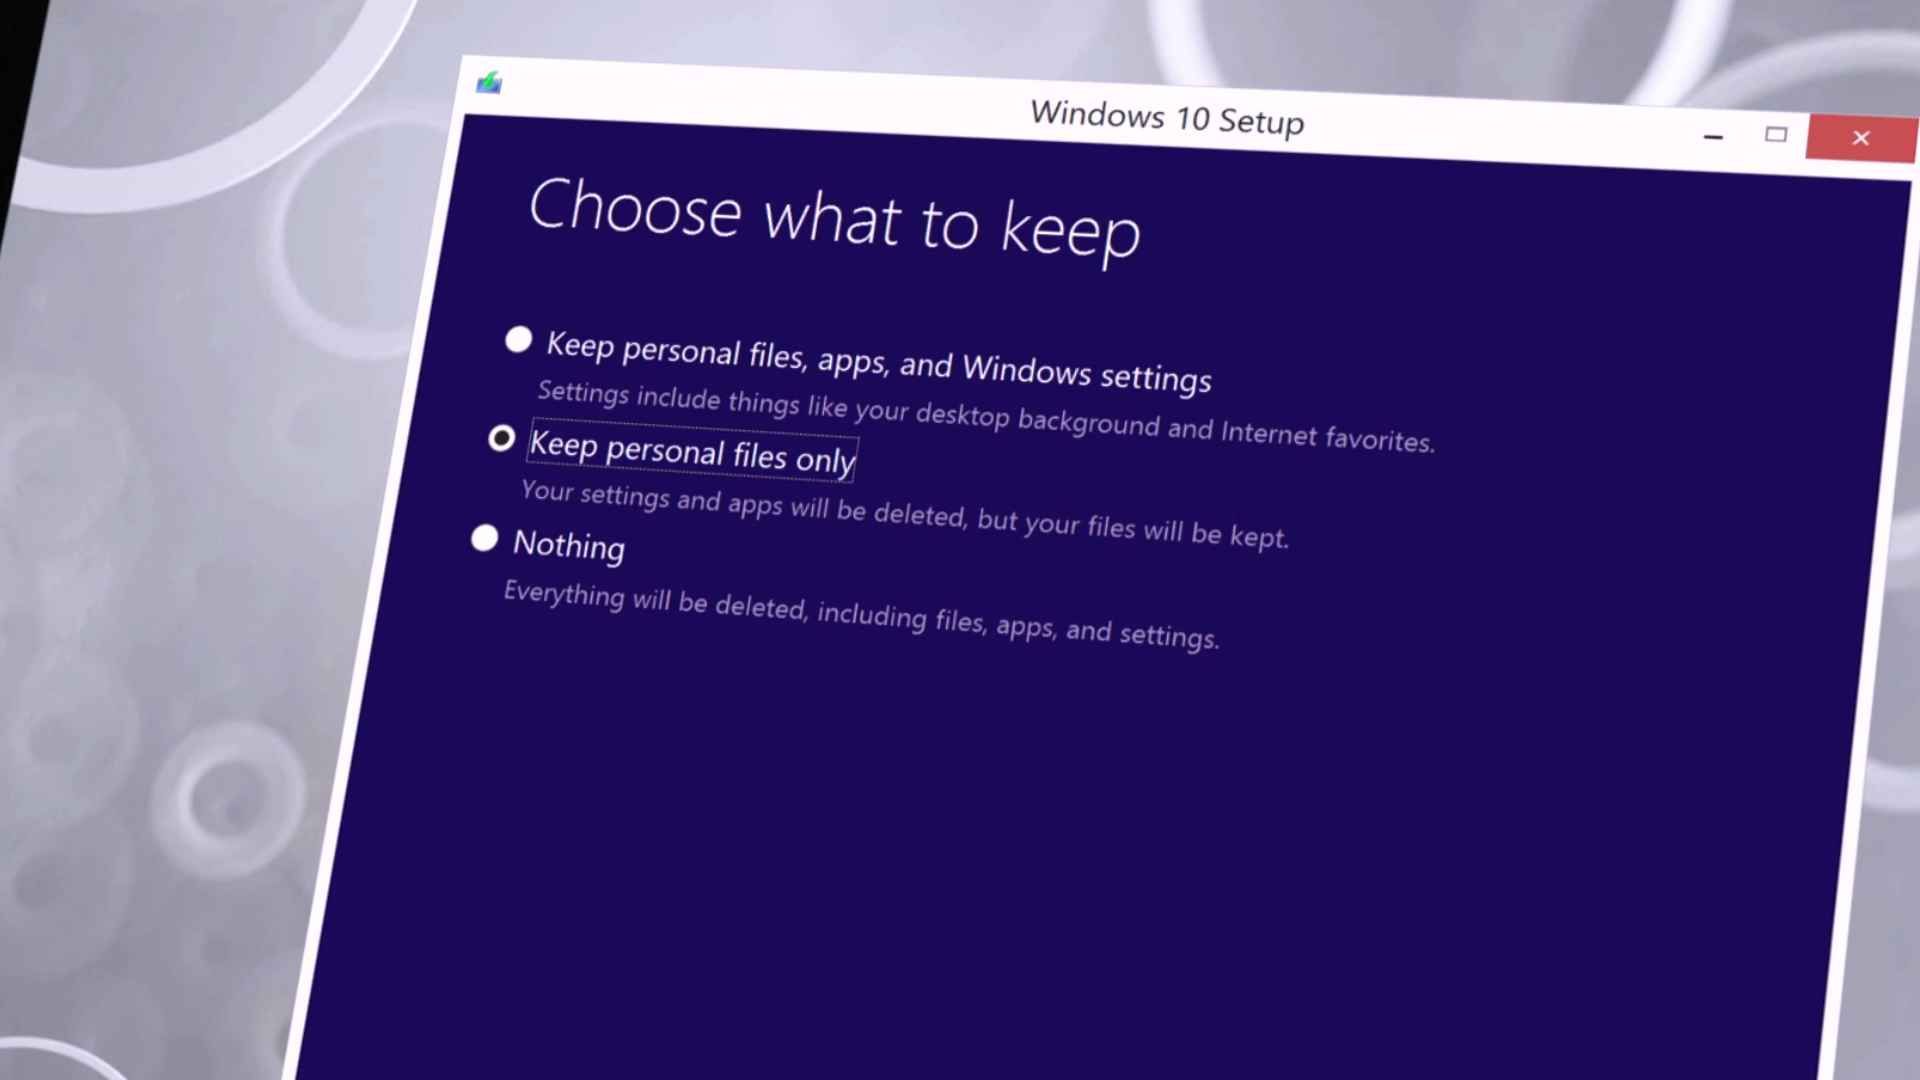 Windows 10 Setup
Choose what to keep
Keep personal files, apps, and Windows settings
Settings include things like your desktop background and Internet favorites.
Keep personal files only
Your settings and apps will be deleted, but your files will be kept.
Nothing
Everything will be deleted, including files, apps, and settings.